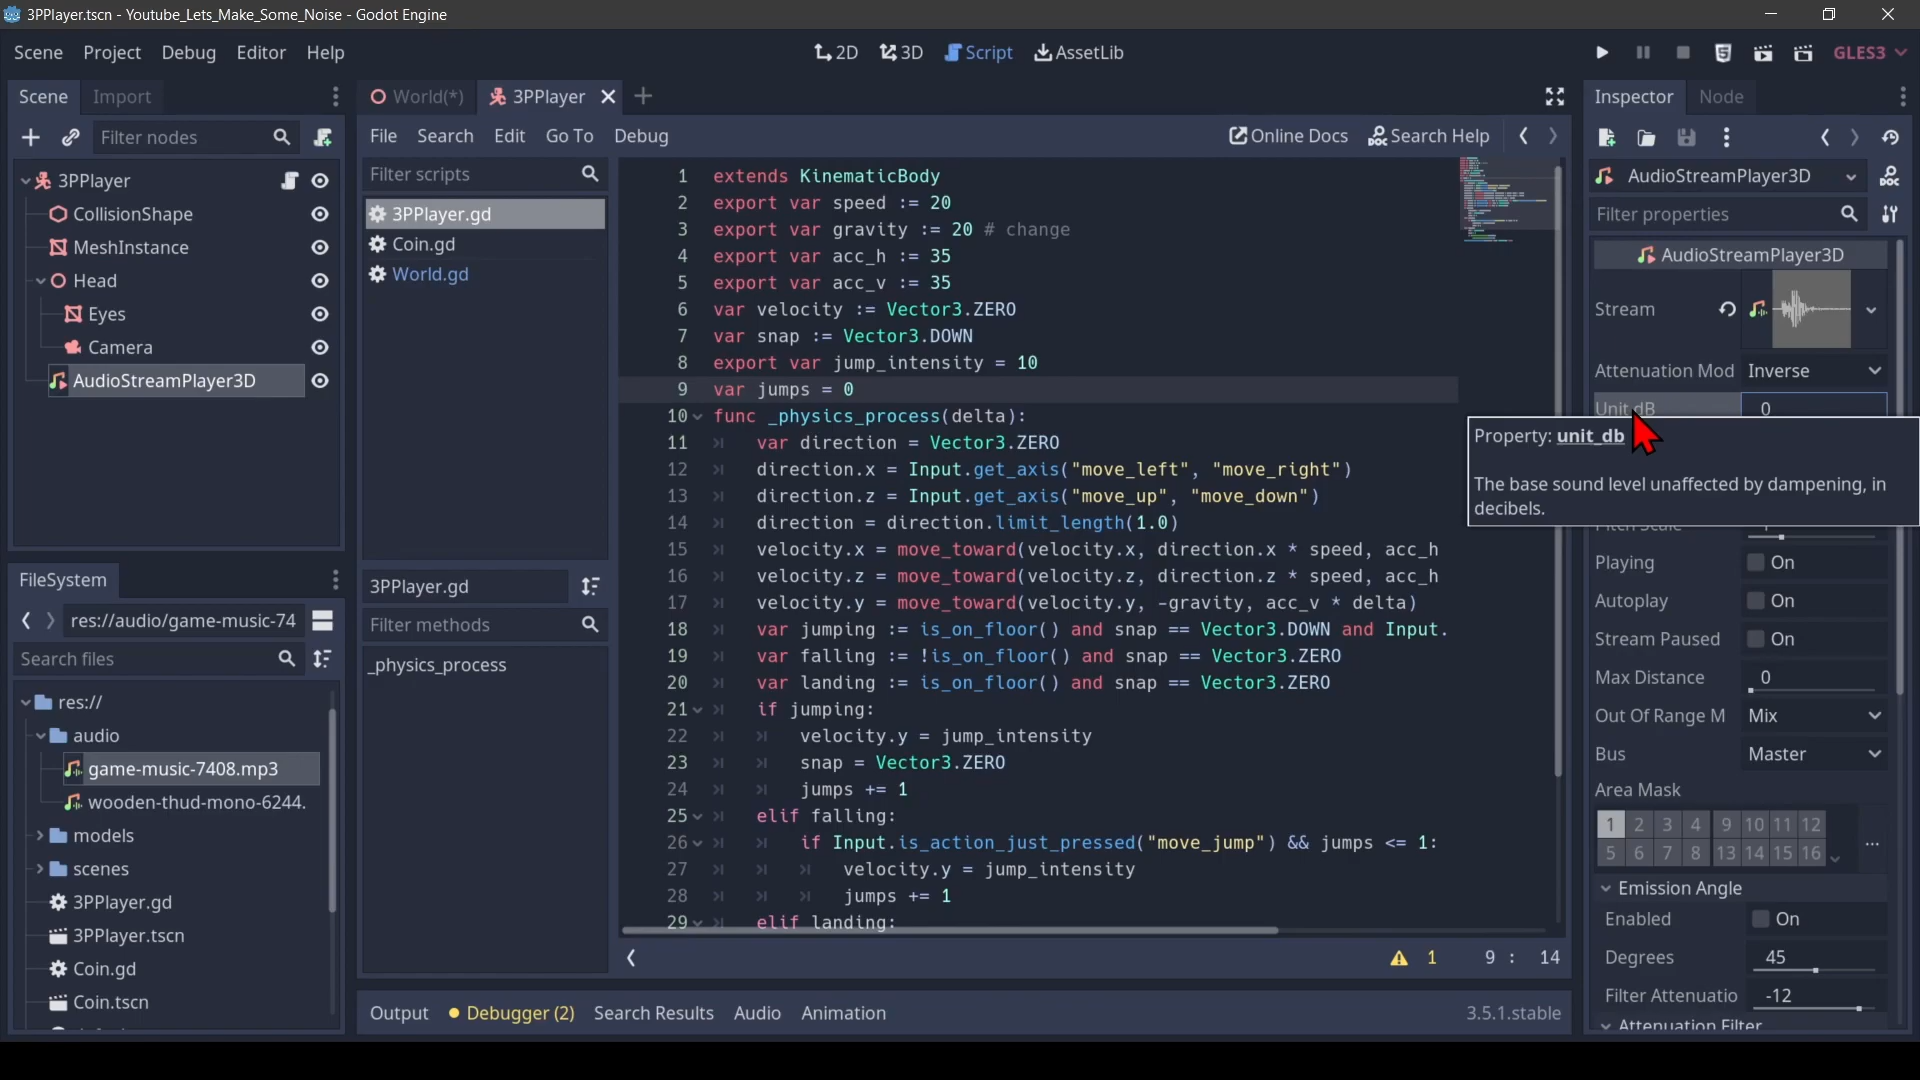 3PPlayer.tscn - Youtube_Lets_Make_Some_Noise - Godot Engine
Scene Project Debug Editor Help
2D 3D Script AssetLib
GLES3
Scene Import
Filter nodes
3PPlayer
CollisionShape
MeshInstance
Head
Eyes
Camera
AudioStreamPlayer3D
FileSystem
res://audio/game-music-74
Search files
res://
audio
game-music-7408.mp3
wooden-thud-mono-6244.
models
scenes
3PPlayer.gd
3PPlayer.tscn
Coin.gd
Coin.tscn
World(*) 3PPlayer
File Search Edit Go To Debug
Online Docs Search Help
Filter scripts
3PPlayer.gd
Coin.gd
World.gd
3PPlayer.gd
Filter methods
_physics_process
1 extends KinematicBody
2 export var speed := 20
3 export var gravity := 20 # change
4 export var acc_h := 35
5 export var acc_v := 35
6 var velocity := Vector3.ZERO
7 var snap := Vector3.DOWN
8 export var jump_intensity = 10
9 var jumps = 0
10 func _physics_process(delta):
11 var direction = Vector3.ZERO
12 direction.x = Input.get_axis("move_left", "move_right")
13 direction.z = Input.get_axis("move_up", "move_down")
14 direction = direction.limit_length(1.0)
15 velocity.x = move_toward(velocity.x, direction.x * speed, acc_h
16 velocity.z = move_toward(velocity.z, direction.z * speed, acc_h
17 velocity.y = move_toward(velocity.y, -gravity, acc_v * delta)
18 var jumping := is_on_floor() and snap == Vector3.DOWN and Input.
19 var falling := !is_on_floor() and snap == Vector3.ZERO
20 var landing := is_on_floor() and snap == Vector3.ZERO
21 if jumping:
22 velocity.y = jump_intensity
23 snap = Vector3.ZERO
24 jumps += 1
25 elif falling:
26 if Input.is_action_just_pressed("move_jump") && jumps <= 1:
27 velocity.y = jump_intensity
28 jumps += 1
29 elif landing:
1 9 : 14
Output Debugger (2) Search Results Audio Animation 3.5.1.stable
Inspector Node
AudioStreamPlayer3D
Filter properties
AudioStreamPlayer3D
Stream
Attenuation Mod Inverse
Unit dB 0
Property: unit_db
The base sound level unaffected by dampening, in
decibels.
Pitch Scale 1
Playing On
Autoplay On
Stream Paused On
Max Distance 0
Out Of Range M Mix
Bus Master
Area Mask
1 2 3 4 9 10 11 12
5 6 7 8 13 14 15 16
...
Emission Angle
Enabled On
Degrees 45
Filter Attenuatio -12
Attenuation Filter